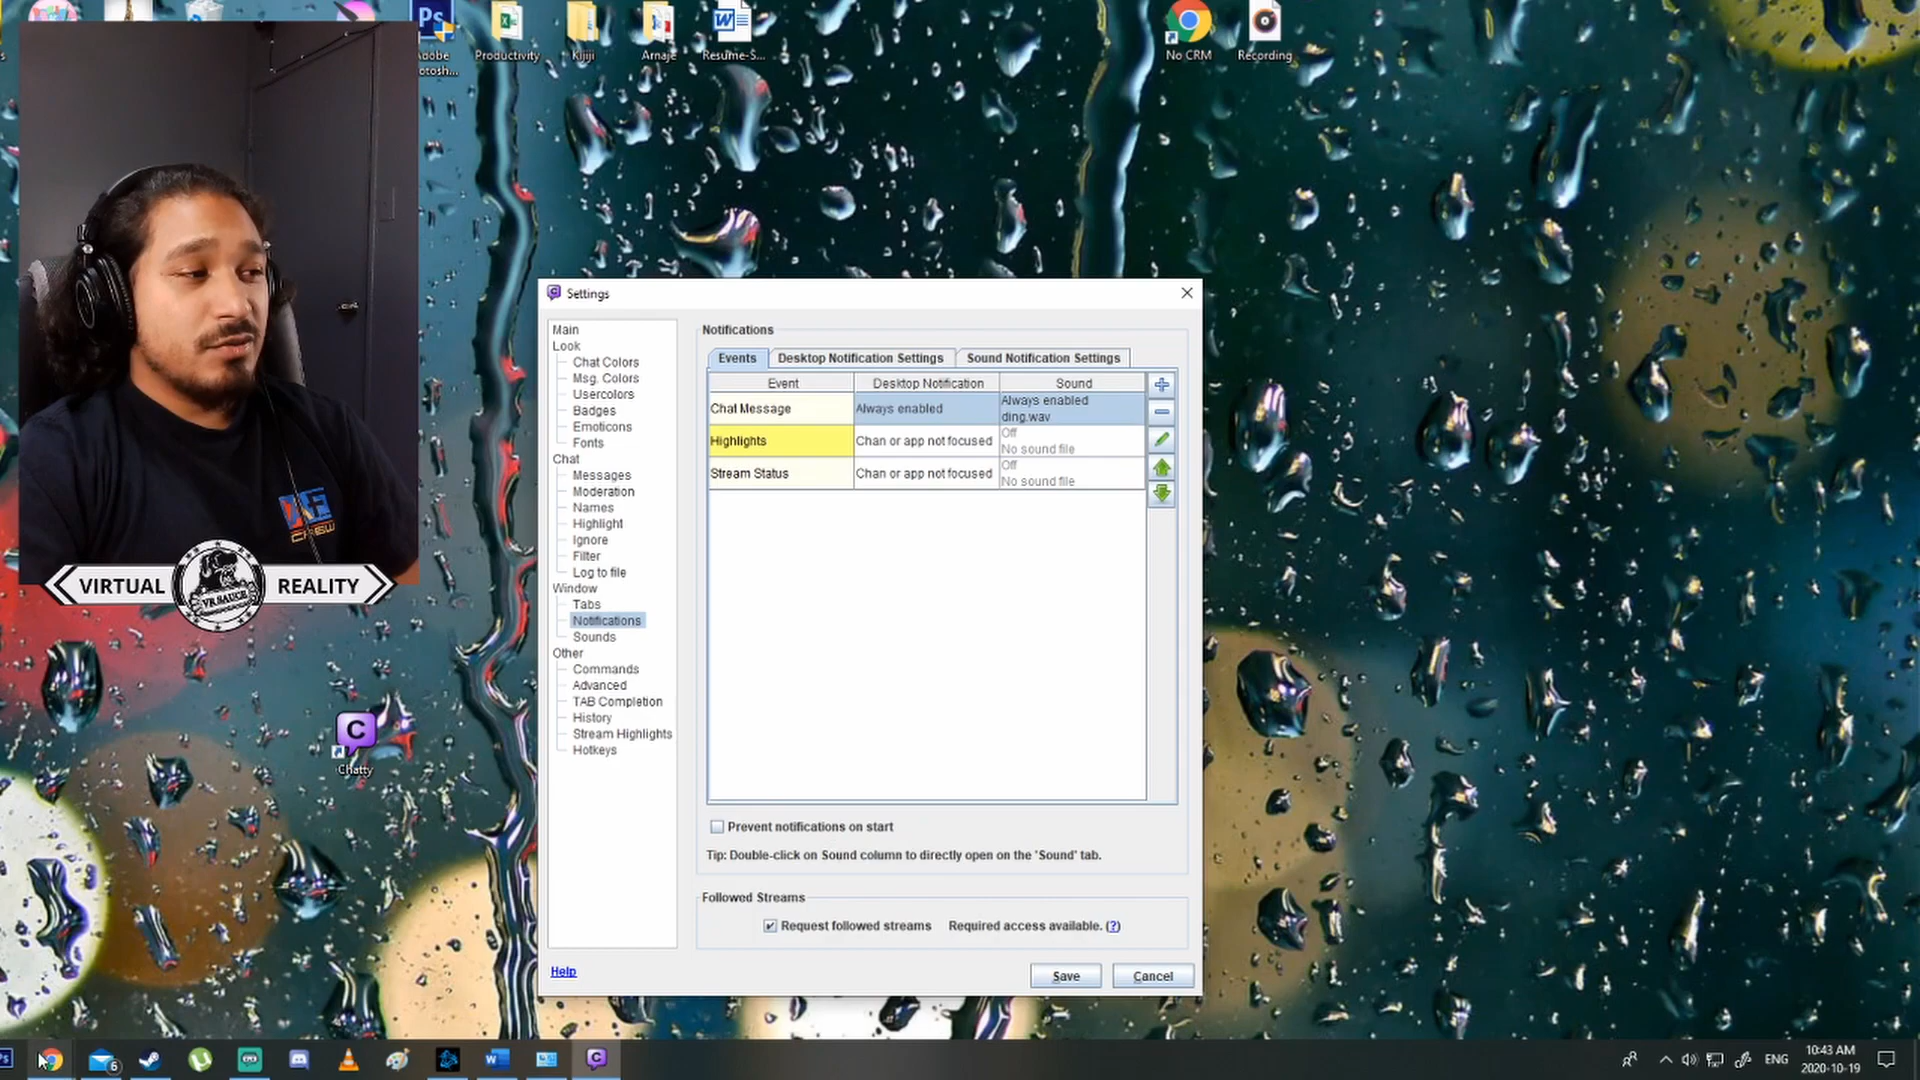 Productivity
Kijiji
Arnaje
Resume-S...
No CRM
Recording
Settings
Main
Look
Chat Colors
Msg. Colors
Usercolors
Badges
Emoticons
Fonts
Chat
Messages
Moderation
Names
Highlight
Ignore
Filter
Log to file
Window
Tabs
Notifications
Sounds
Other
Commands
Advanced
TAB Completion
History
Stream Highlights
Hotkeys
Help
Notifications
Events Desktop Notification Settings Sound Notification Settings
Event Desktop Notification Sound
Chat Message Always enabled Always enabled
ding.wav
Highlights Chan or app not focused Off
No sound file
Stream Status Chan or app not focused Off
No sound file
Prevent notifications on start
Tip: Double-click on Sound column to directly open on the 'Sound' tab.
Followed Streams
Request followed streams Required access available. (?)
Save Cancel
VIRTUAL REALITY
VR SAUCE
Chatty
ENG
10:43 AM
2020-10-19